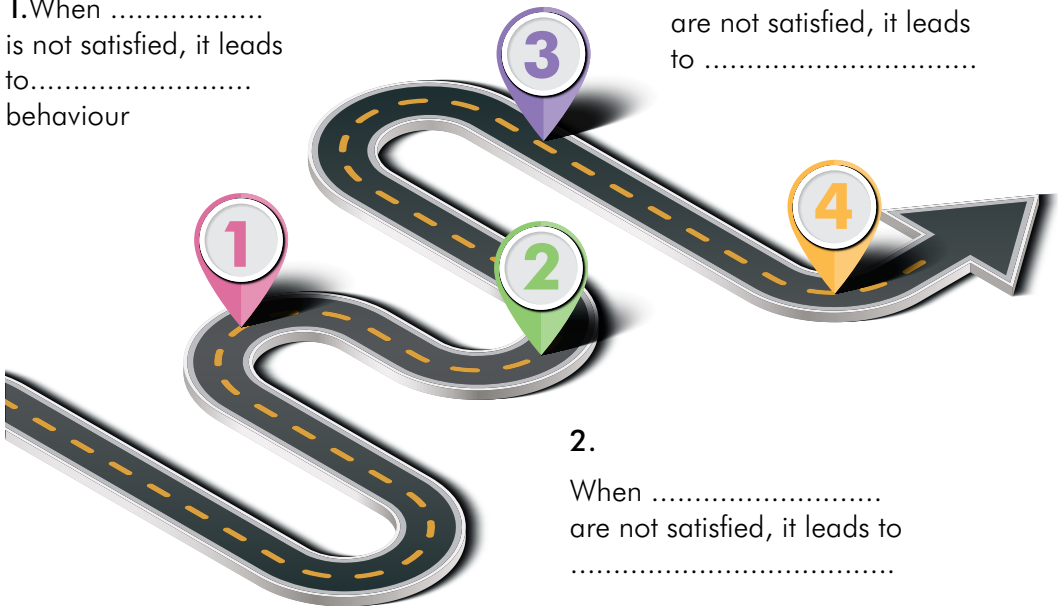 1.When ..................
is not satisfied, it leads
to..........................
behaviour
are not satisfied, it leads
to ................................
3
4
1
2
2.
When ...........................
are not satisfied, it leads to
......................................